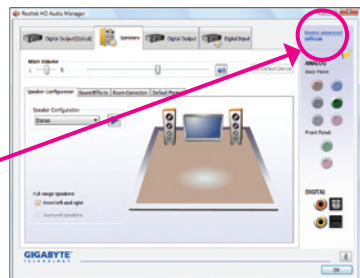 Realtek HD Audio Manager
Digital Output(Optical)
Speakers
Digital Output
Digital Input
Device advanced
settings
Main Volume
L
R
Set Default Device
ANALOG
Back Panel
Speaker Configuration
Sound Effects
Room Correction
Default Format
Speaker Configuration
Stereo
Front Panel
Full-range Speakers
Front left and right
Surround speakers
DIGITAL
GIGABYTE
TECHNOLOGY
OK